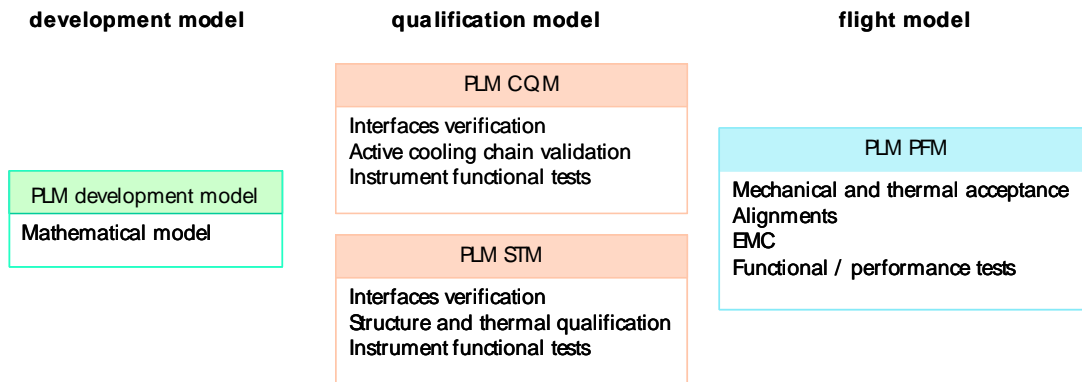 development model
qualification model
flight model
PLM development model
Mathematical model
PLM CQM
Interfaces verification
Active cooling chain validation
Instrument functional tests
PLM STM
Interfaces verification
Structure and thermal qualification
Instrument functional tests
PLM PFM
Mechanical and thermal acceptance
Alignments
EMC
Functional / performance tests